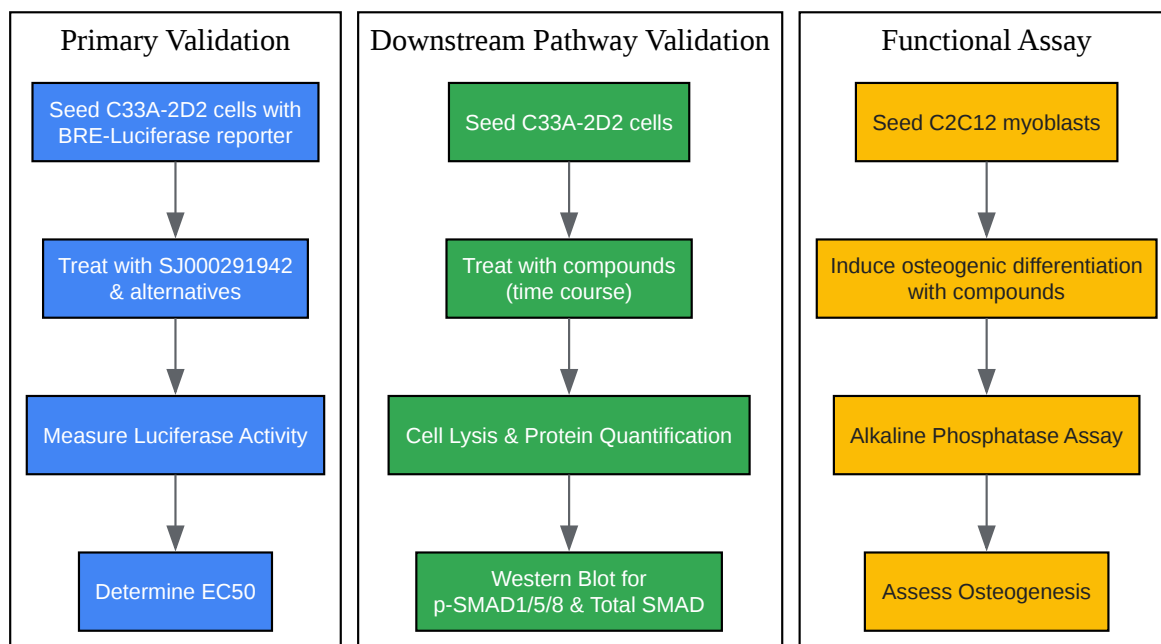 Primary Validation
Seed C33A-2D2 cells with
BRE-Luciferase reporter
Treat with SJ000291942
& alternatives
Measure Luciferase Activity
Determine EC50
Downstream Pathway Validation
Seed C33A-2D2 cells
Treat with compounds
(time course)
Cell Lysis & Protein Quantification
Western Blot for
p-SMAD1/5/8 & Total SMAD
Functional Assay
Seed C2C12 myoblasts
Induce osteogenic differentiation
with compounds
Alkaline Phosphatase Assay
Assess Osteogenesis